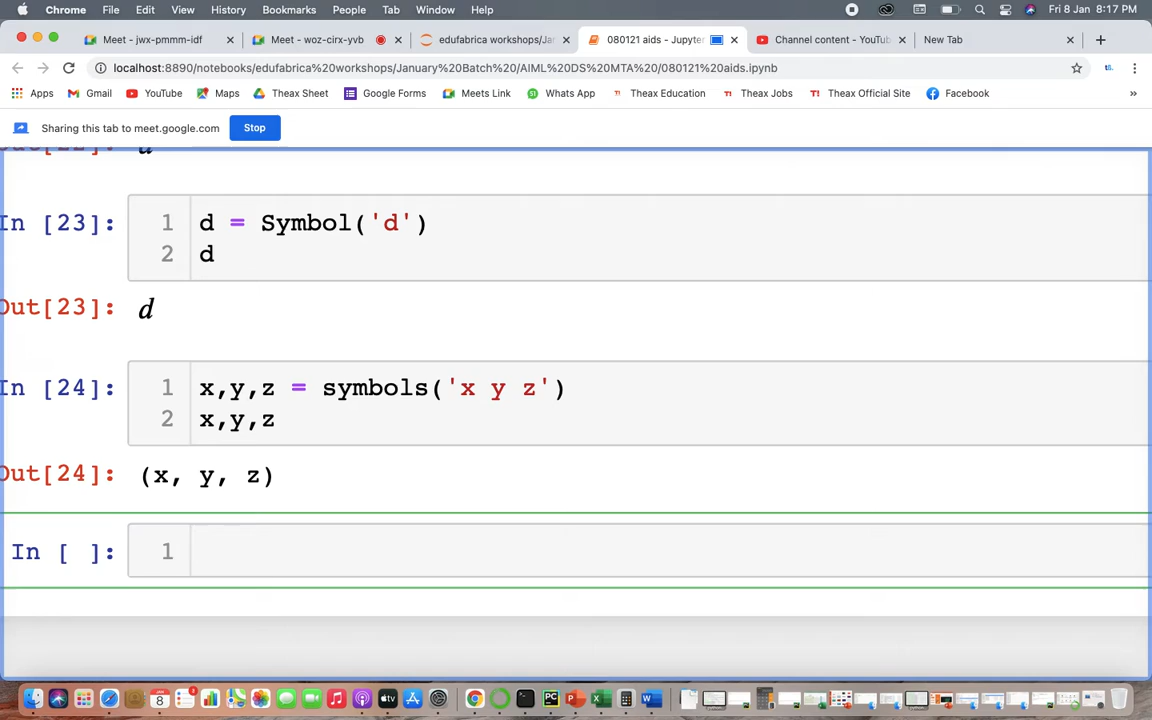 Chrome File Edit View History Bookmarks People Tab Window Help Fri 8 Jan 8:17 PM
Meet - jwx-pmmm-idf Meet - woz-cirx-yvb edufabrica workshops/Jan 080121 aids - Jupyter Channel content - YouTu New Tab
localhost:8890/notebooks/edufabrica%20workshops/January%20Batch%20/AIML%20DS%20MTA%20/080121%20aids.ipynb
Apps Gmail YouTube Maps Theax Sheet Google Forms Meets Link Whats App Theax Education Theax Jobs Theax Official Site Facebook »
Sharing this tab to meet.google.com Stop
In [23]: 1 d = Symbol('d')
2 d
Out[23]: d
In [24]: 1 x,y,z = symbols('x y z')
2 x,y,z
Out[24]: (x, y, z)
In [ ]: 1